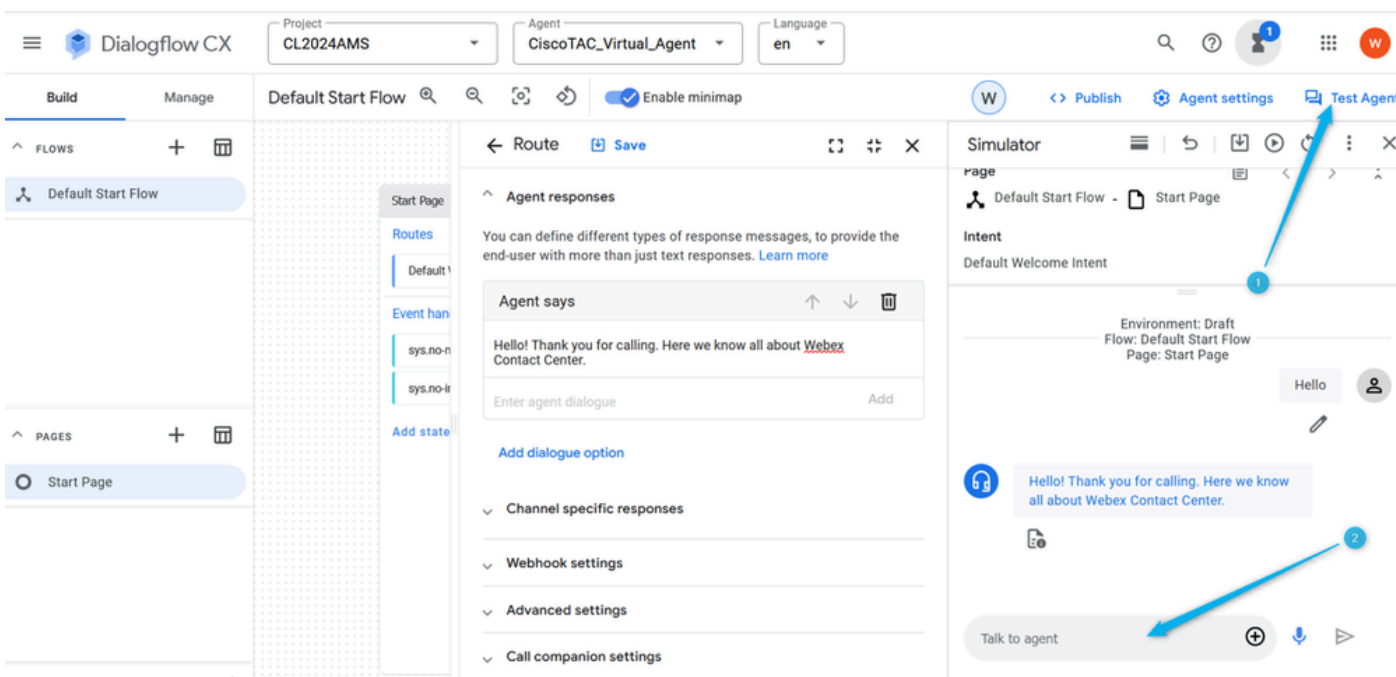 Project
Agent
Language
Dialogflow CX
CL2024AMS
CiscoTAC_Virtual_Agent
en
1
W
Build
Manage
Default Start Flow
Enable minimap
W
<> Publish
Agent settings
Test Agent
FLOWS
Default Start Flow
PAGES
Start Page
Start Page
Routes
Default
Event han
sys.no-
sys.no-
Add state
Route
Save
Agent responses
You can define different types of response messages, to provide the
end-user with more than just text responses. Learn more
Agent says
Hello! Thank you for calling. Here we know all about Webex
Contact Center.
Enter agent dialogue
Add
Add dialogue option
Channel specific responses
Webhook settings
Advanced settings
Call companion settings
Simulator
Page
Default Start Flow - Start Page
Intent
Default Welcome Intent
1
Environment: Draft
Flow: Default Start Flow
Page: Start Page
Hello
Hello! Thank you for calling. Here we know
all about Webex Contact Center.
2
Talk to agent